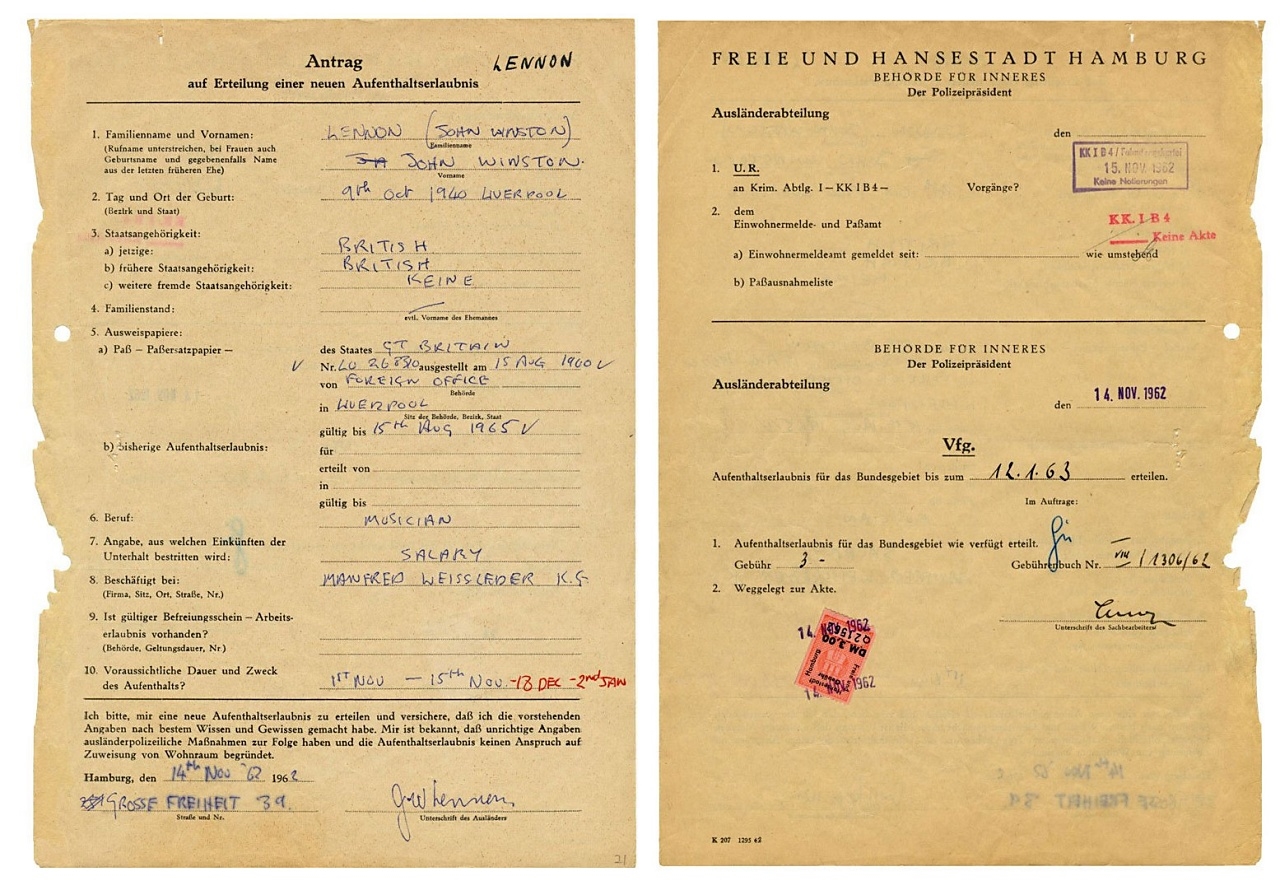 Antrag LENNON
auf Erteilung einer neuen Aufenthaltserlaubnis
1. Familienname und Vornamen: LENNON (JOHN WINSTON)
(Rufname unterstreichen, bei Frauen auch Familienname
Geburtsname und gegebenenfalls Name JOHN WINSTON.
aus der letzten früheren Ehe) Vorname
2. Tag und Ort der Geburt: 9th Oct 1940 LIVERPOOL
(Bezirk und Staat)
3. Staatsangehörigkeit:
a) jetzige: BRITISH
b) frühere Staatsangehörigkeit: BRITISH
c) weitere fremde Staatsangehörigkeit: KEINE
4. Familienstand:
evtl. Vorname des Ehemannes
5. Ausweispapiere:
a) Paß – Paßersatzpapier – des Staates GT BRITAIN
Nr. ausgestellt am 15 AUG 1960
von FOREIGN OFFICE
Behörde
in LIVERPOOL
Sitz der Behörde, Bezirk, Staat
gültig bis 15th Aug 1965
b) bisherige Aufenthaltserlaubnis: für
erteilt von
in
gültig bis
6. Beruf: MUSICIAN
7. Angabe, aus welchen Einkünften der
Unterhalt bestritten wird: SALARY
8. Beschäftigt bei: MANFRED WEISSLEDER K.G
(Firma, Sitz, Ort, Straße, Nr.)
9. Ist gültiger Befreiungsschein – Arbeits-
erlaubnis vorhanden?
(Behörde, Geltungsdauer, Nr.)
10. Voraussichtliche Dauer und Zweck
des Aufenthalts? 1ST NOV – 15th NOV. -18 DEC -2nd JAN
Ich bitte, mir eine neue Aufenthaltserlaubnis zu erteilen und versichere, daß ich die vorstehenden
Angaben nach bestem Wissen und Gewissen gemacht habe. Mir ist bekannt, daß unrichtige Angaben
ausländerpolizeiliche Maßnahmen zur Folge haben und die Aufenthaltserlaubnis keinen Anspruch auf
Zuweisung von Wohnraum begründet.
Hamburg, den 14th Nov '62 1962
GROSSE FREIHEIT 39. J W Lennon
Straße und Nr. Unterschrift des Ausländers
21
FREIE UND HANSESTADT HAMBURG
BEHÖRDE FÜR INNERES
Der Polizeipräsident
Ausländerabteilung
den
KK I B4/
15. NOV. 1962
Keine Notierungen
1. U.R.
an Krim. Abtlg. I – KK I B 4 – Vorgänge?
2. dem
Einwohnermelde- und Paßamt
KK. I B 4
Keine Akte
a) Einwohnermeldeamt gemeldet seit: wie umstehend
b) Paßausnahmeliste
BEHÖRDE FÜR INNERES
Der Polizeipräsident
Ausländerabteilung
den 14. NOV. 1962
Vfg.
Aufenthaltserlaubnis für das Bundesgebiet bis zum 12.1.63 erteilen.
Im Auftrage:
1. Aufenthaltserlaubnis für das Bundesgebiet wie verfügt erteilt.
Gebühr 3 - Gebührenbuch Nr. VIII / 1306/62
2. Weggelegt zur Akte.
Unterschrift des Sachbearbeiters
14. NOV. 1962
DM 3,00
Hamburg
K 207 1295 62